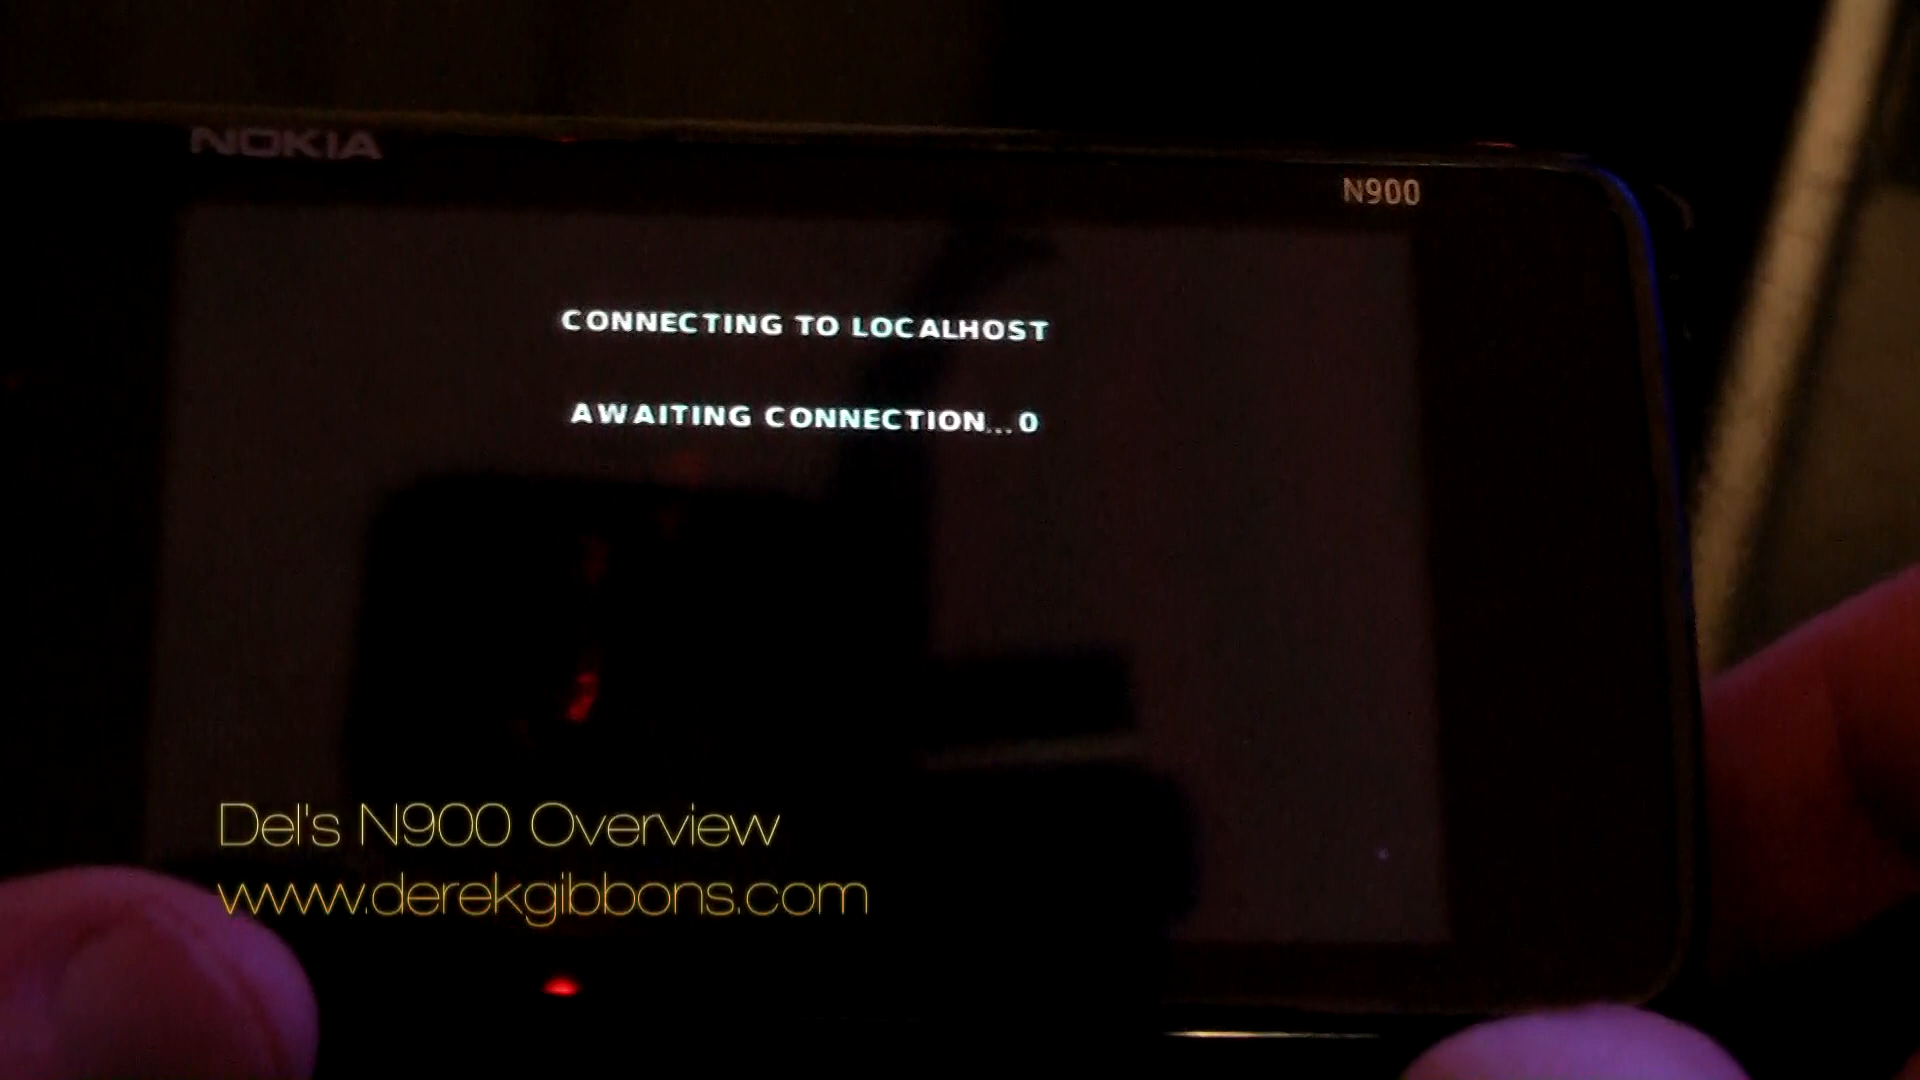 NOKIA
N900
CONNECTING TO LOCALHOST
AWAITING CONNECTION...0
Del's N900 Overview
www.derekgibbons.com